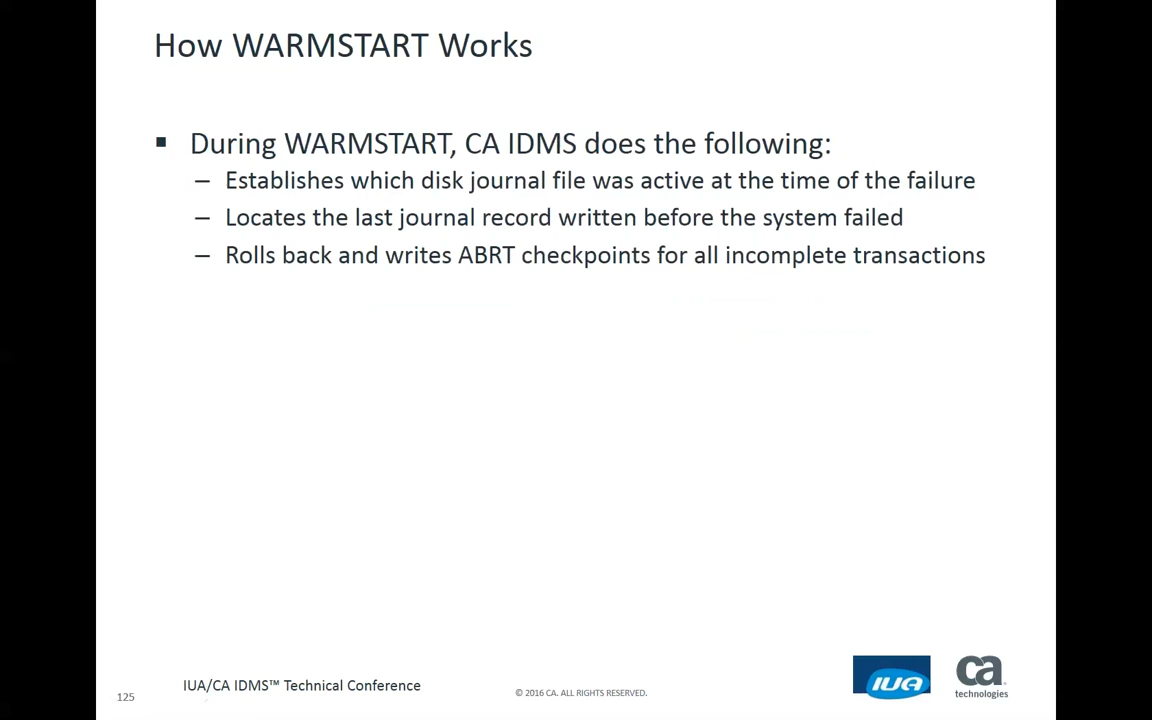 How WARMSTART Works
▪ During WARMSTART, CA IDMS does the following:
– Establishes which disk journal file was active at the time of the failure
– Locates the last journal record written before the system failed
– Rolls back and writes ABRT checkpoints for all incomplete transactions
125
IUA/CA IDMS™ Technical Conference
© 2016 CA. ALL RIGHTS RESERVED.
IUA
ca
technologies